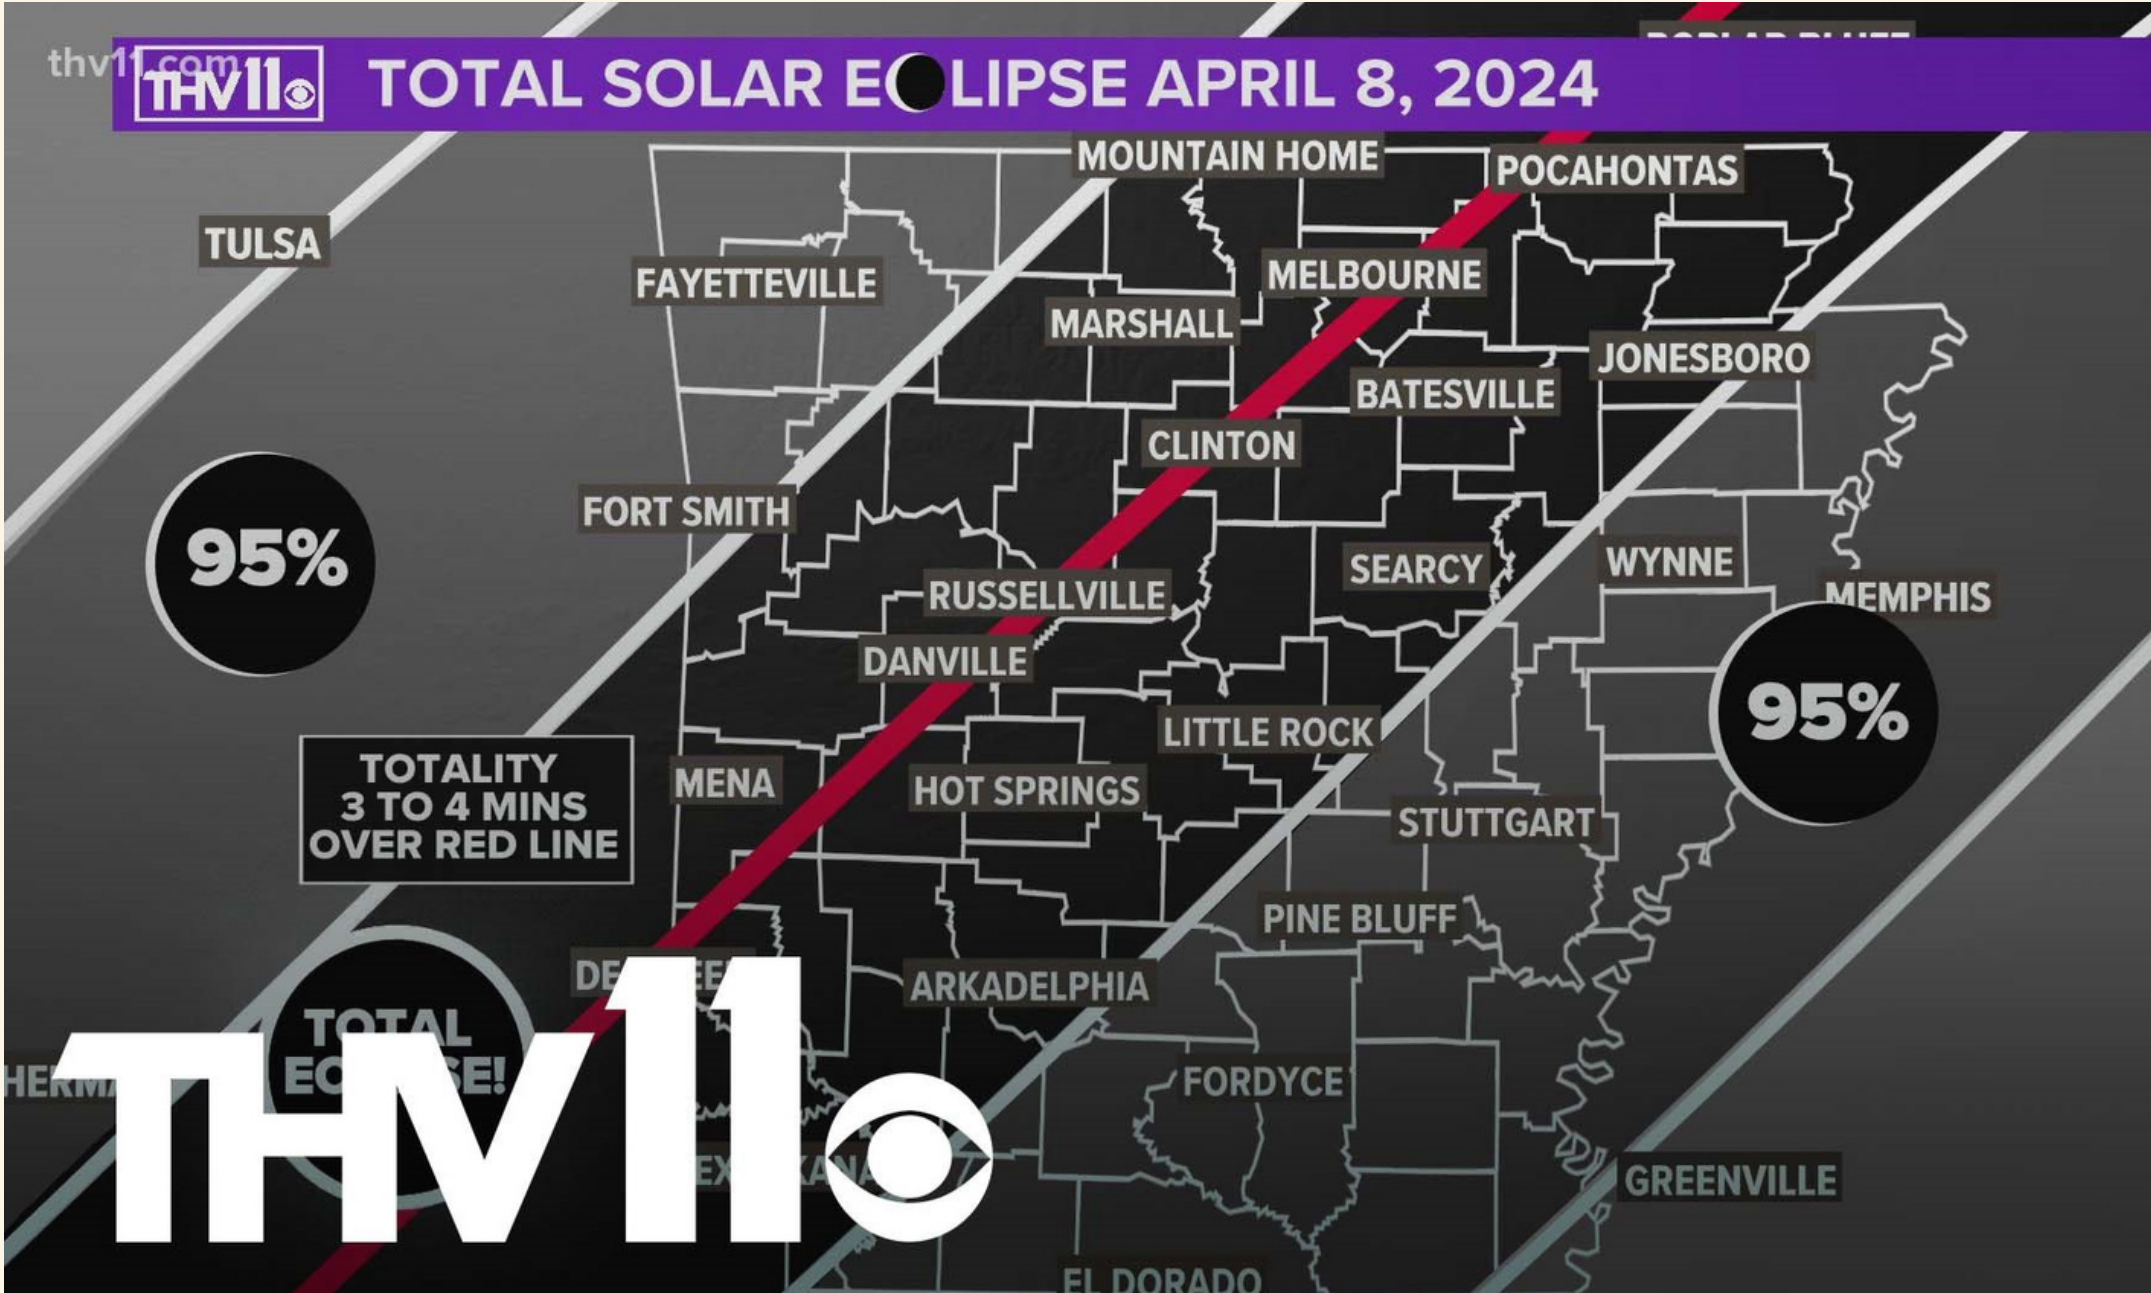 thv11.com
THV11
TOTAL SOLAR ECLIPSE APRIL 8, 2024
MOUNTAIN HOME
POCAHONTAS
TULSA
FAYETTEVILLE
MELBOURNE
MARSHALL
JONESBORO
BATESVILLE
CLINTON
FORT SMITH
95%
SEARCY
WYNNE
RUSSELLVILLE
MEMPHIS
DANVILLE
95%
LITTLE ROCK
TOTALITY
3 TO 4 MINS
OVER RED LINE
MENA
HOT SPRINGS
STUTTGART
PINE BLUFF
ARKADELPHIA
TOTAL
FORDYCE
THV11
GREENVILLE
EL DORADO